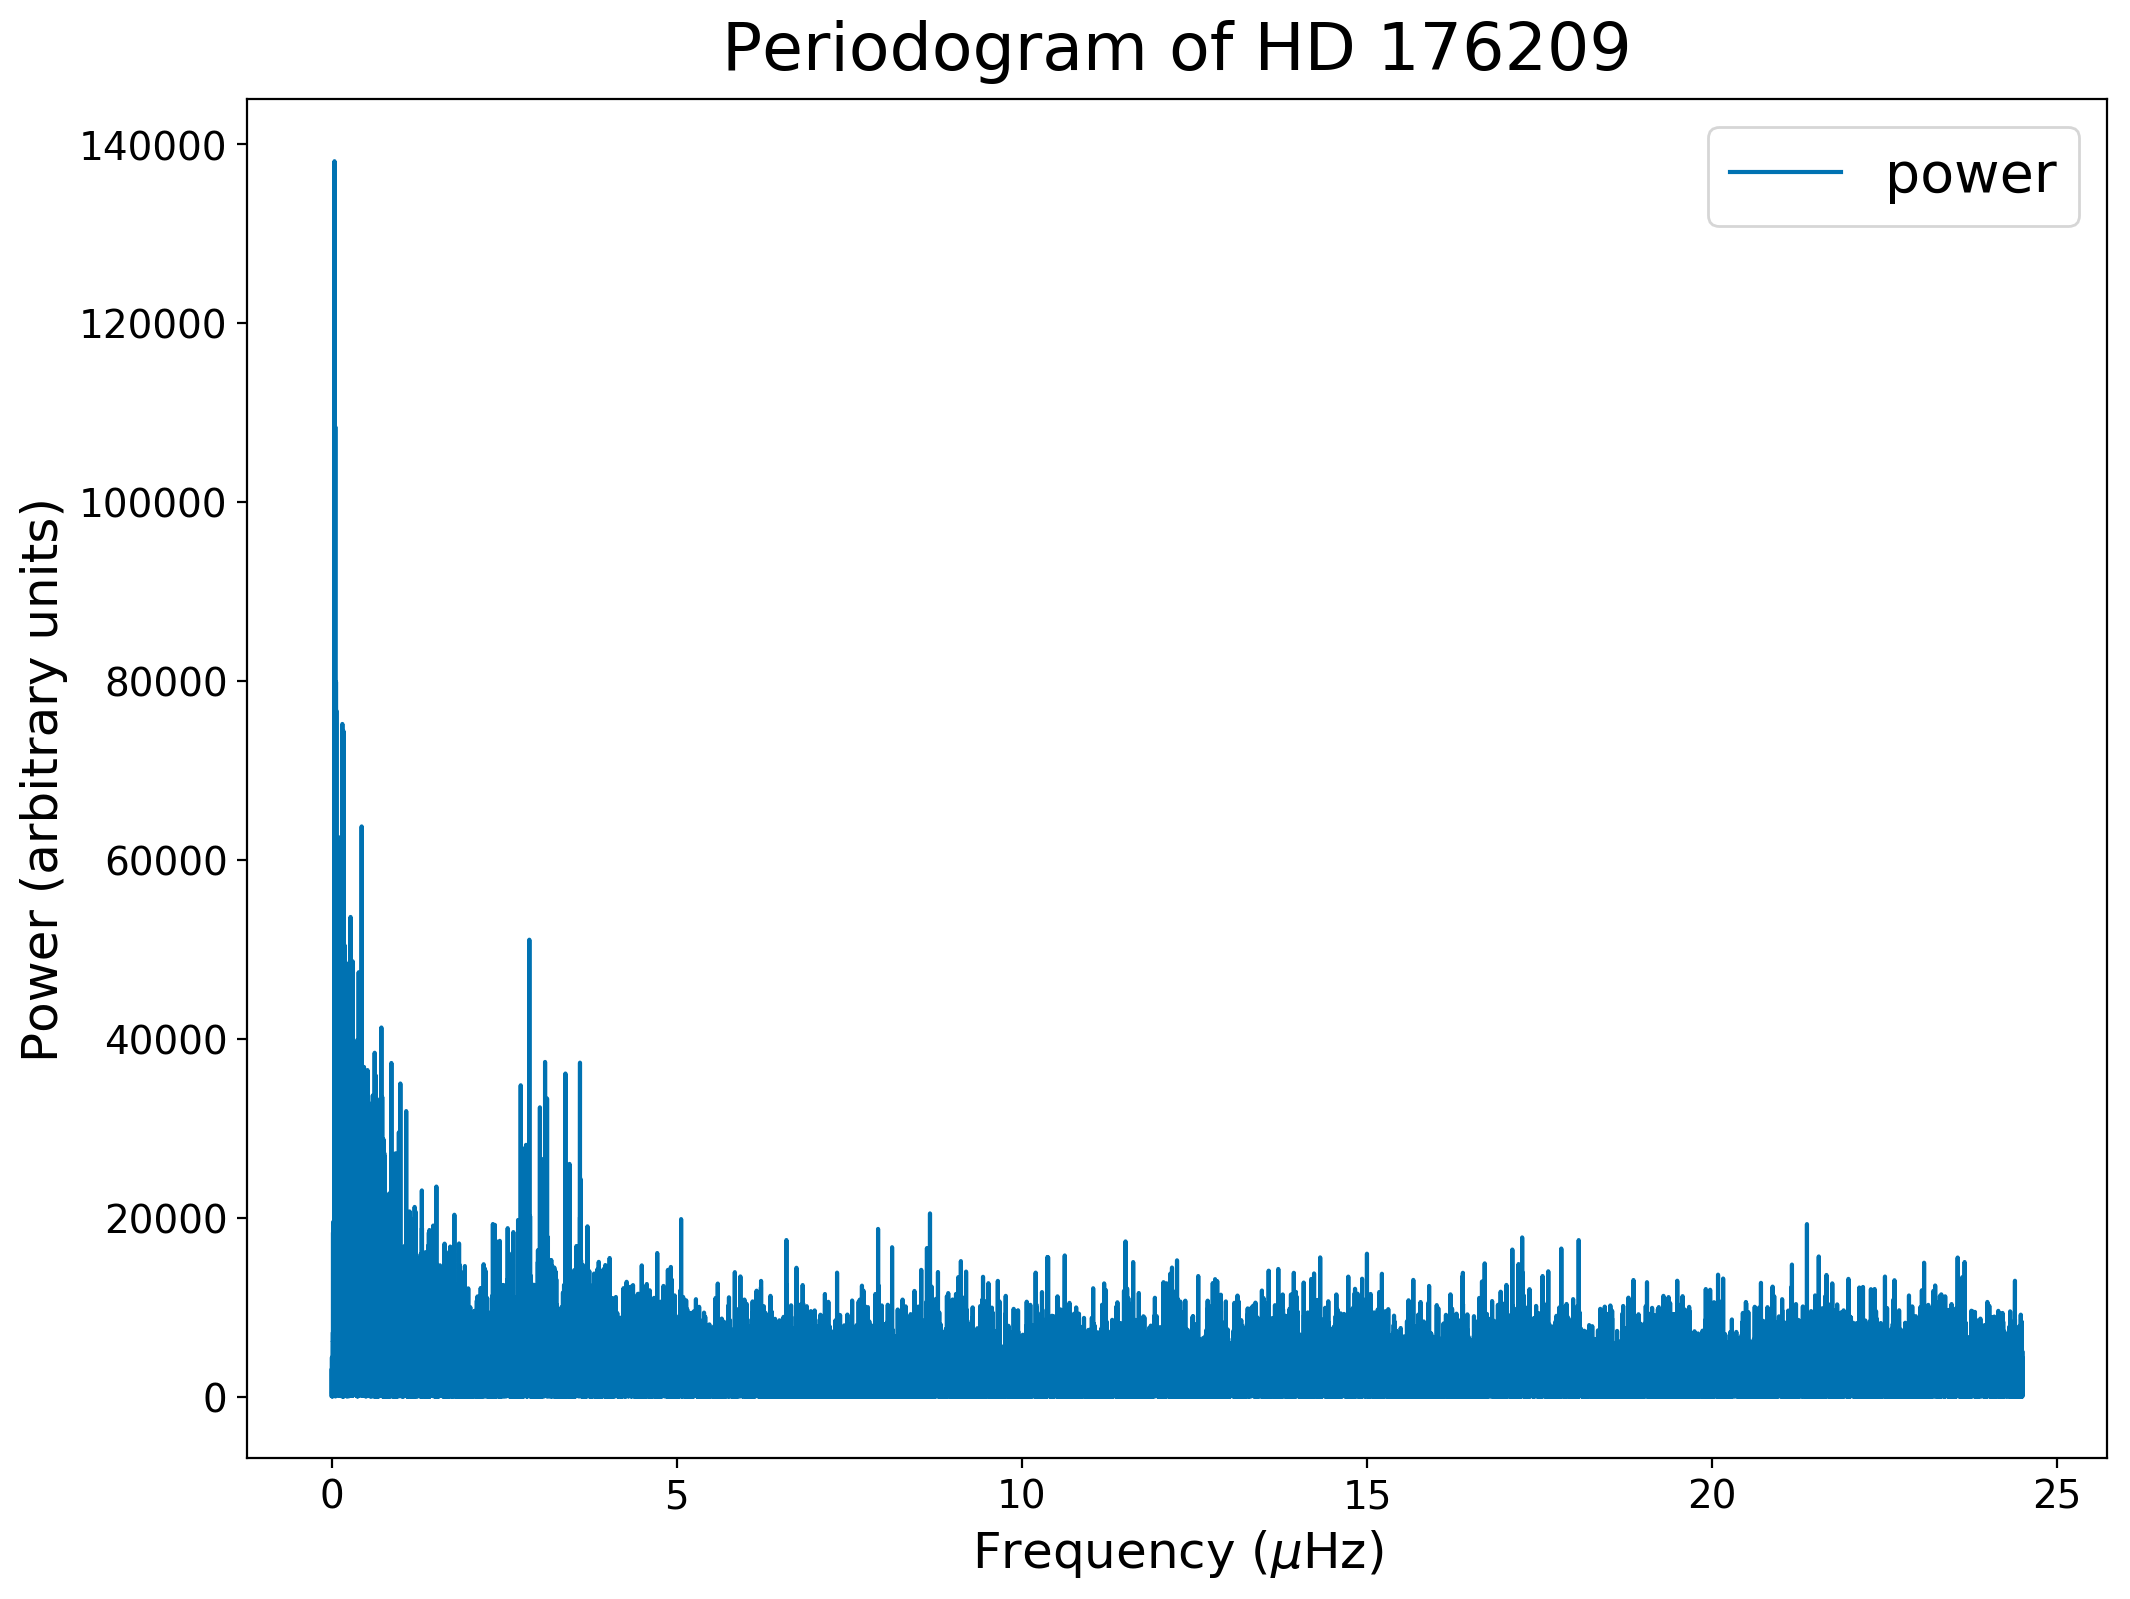 Periodogram of HD 176209
power
Power (arbitrary units)
140000
120000
100000
80000
60000
40000
20000
0
0 5 10 15 20 25
Frequency (μHz)